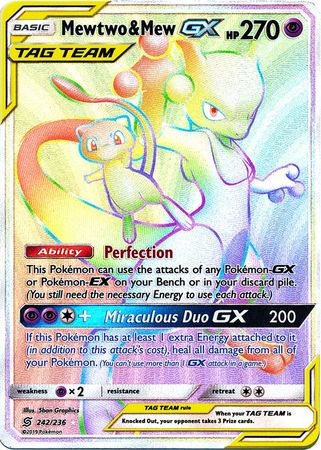 BASIC Mewtwo&Mew GX HP270
TAG TEAM
Ability Perfection
This Pokémon can use the attacks of any Pokémon-GX
or Pokémon-EX on your Bench or in your discard pile.
(You still need the necessary Energy to use each attack.)
+ Miraculous Duo GX 200
If this Pokémon has at least 1 extra Energy attached to it
(in addition to this attack's cost), heal all damage from all of
your Pokémon. (You can't use more than 1 GX attack in a game.)
weakness ×2 resistance retreat
Illus. 5ban Graphics
242/236
©2019 Pokémon
TAG TEAM rule
When your TAG TEAM is
Knocked Out, your opponent takes 3 Prize cards.